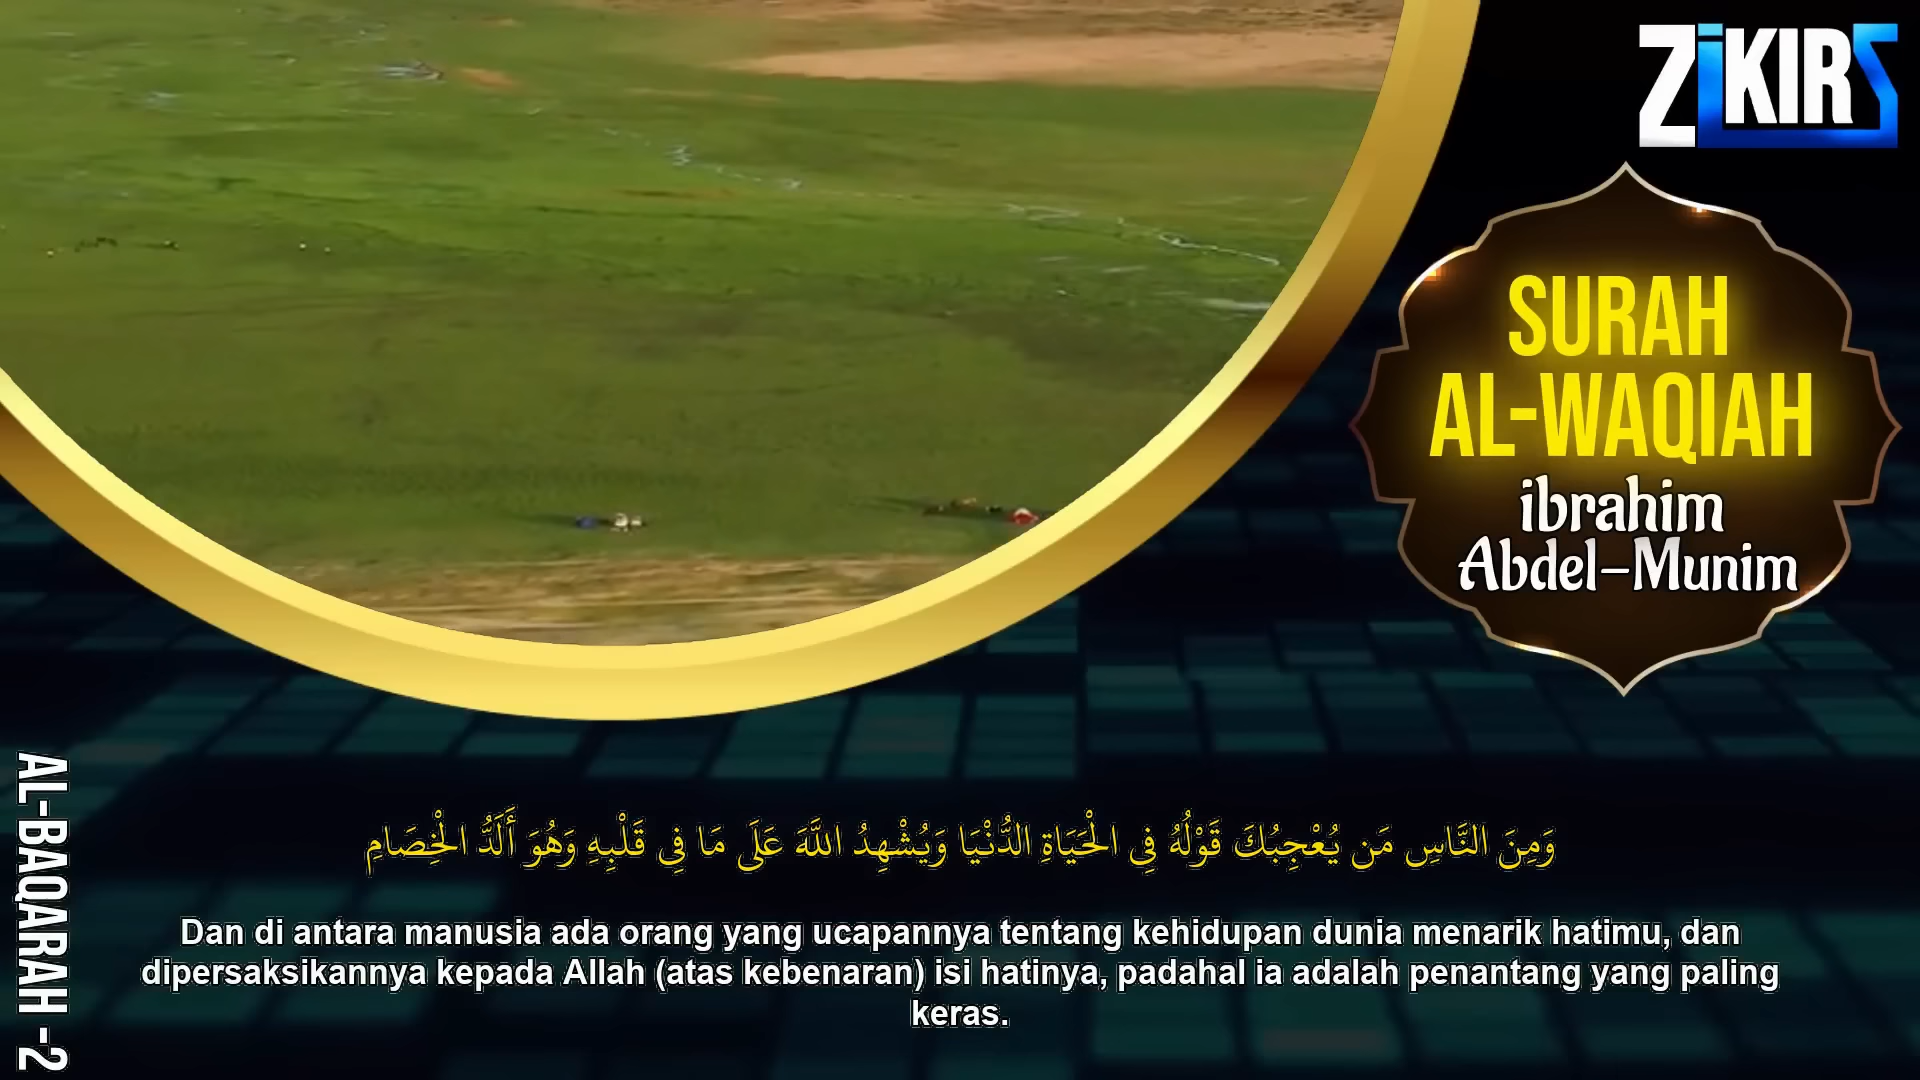 ZiKIRS
SURAH
AL-WAQIAH
ibrahim
Abdel-Munim
وَمِنَ النَّاسِ مَن يُعْجِبُكَ قَوْلُهُ فِي الْحَيَاةِ الدُّنْيَا وَيُشْهِدُ اللَّهَ عَلَى مَا فِي قَلْبِهِ وَهُوَ أَلَدُّ الْخِصَامِ
Dan di antara manusia ada orang yang ucapannya tentang kehidupan dunia menarik hatimu, dan
dipersaksikannya kepada Allah (atas kebenaran) isi hatinya, padahal ia adalah penantang yang paling
keras.
AL-BAQARAH -2